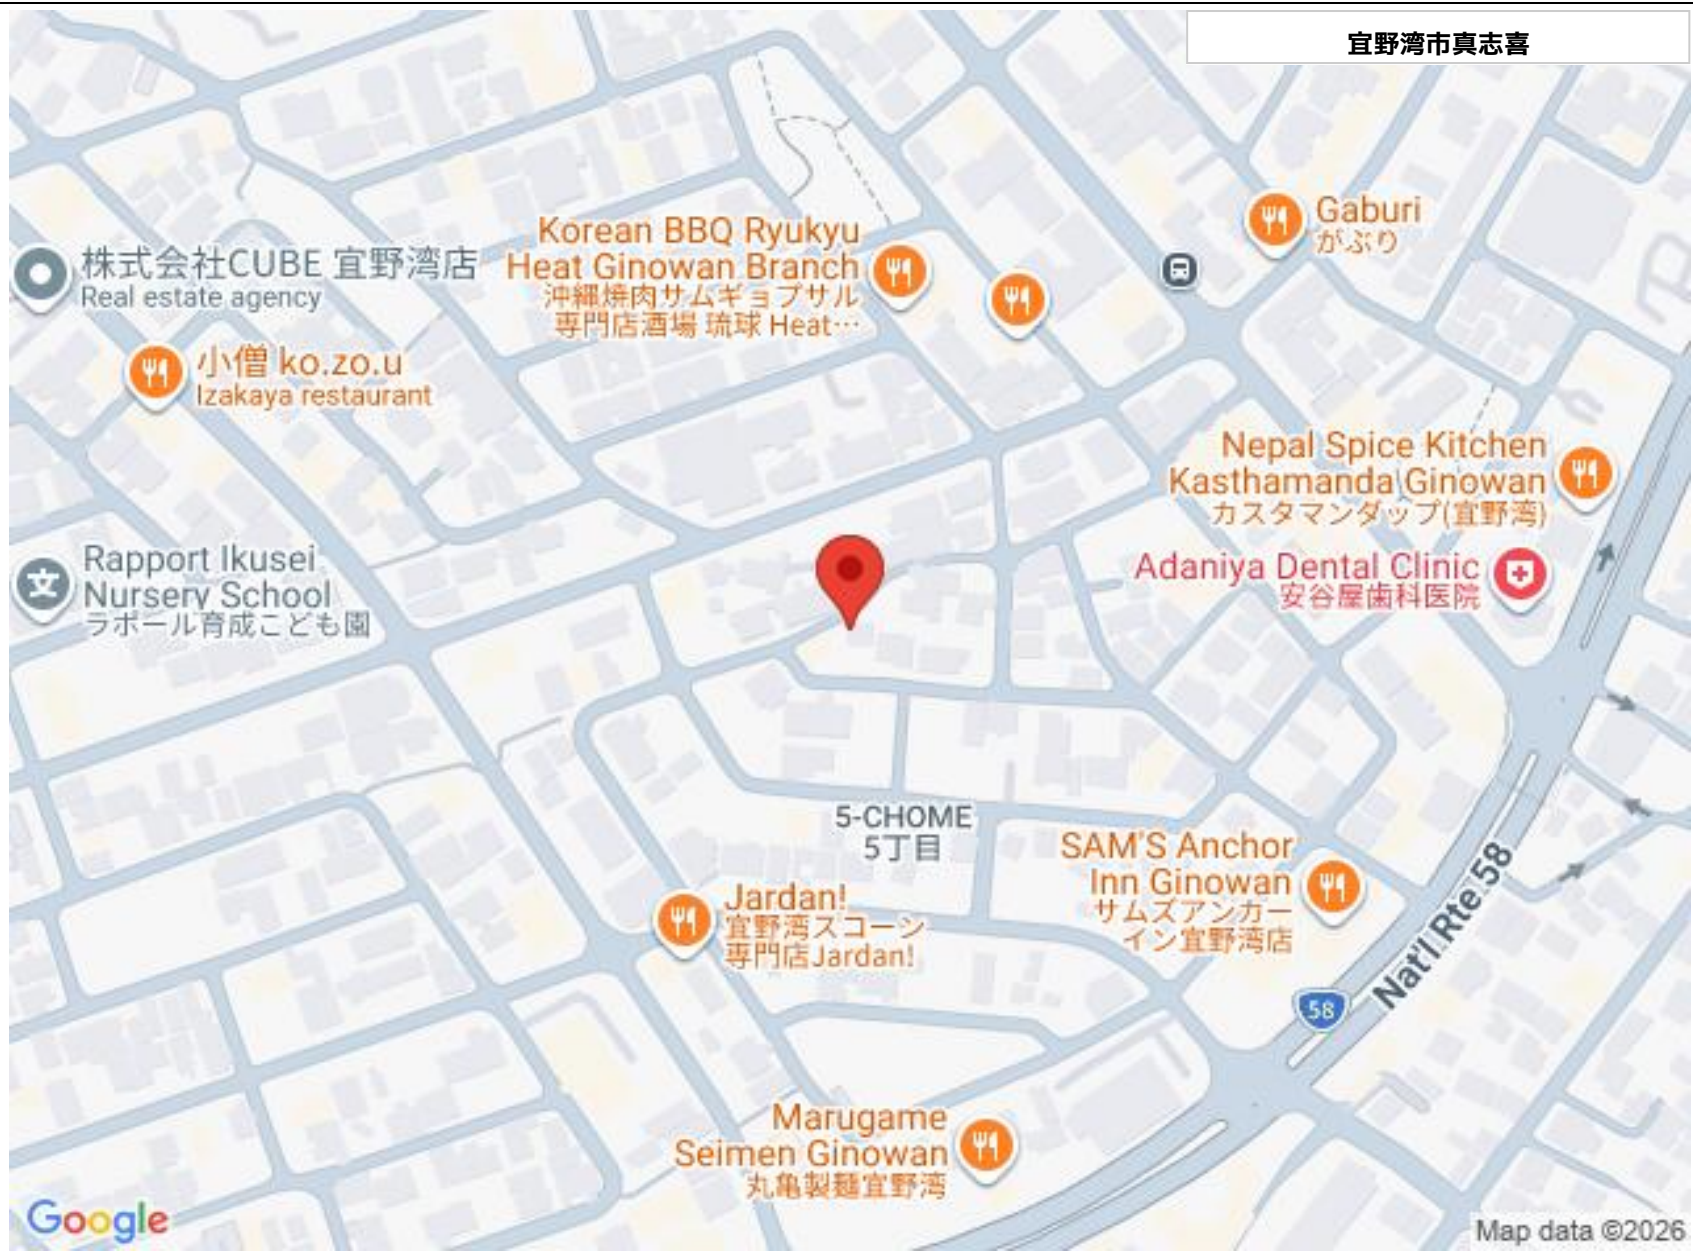 宜野湾市真志喜
Gaburi
がぶり
Korean BBQ Ryukyu
Heat Ginowan Branch
沖縄焼肉サムギョプサル
専門店酒場 琉球 Heat…
株式会社CUBE 宜野湾店
Real estate agency
小僧 ko.zo.u
Izakaya restaurant
Nepal Spice Kitchen
Kasthamanda Ginowan
カスタマンダップ(宜野湾)
Rapport Ikusei
Nursery School
ラポール育成こども園
Adaniya Dental Clinic
安谷屋歯科医院
5-CHOME
5丁目
SAM'S Anchor
Inn Ginowan
サムズアンカー
イン宜野湾店
Jardan!
宜野湾スコーン
専門店Jardan!
Nat'l Rte 58
58
Marugame
Seimen Ginowan
丸亀製麺宜野湾
Google
Map data ©2026